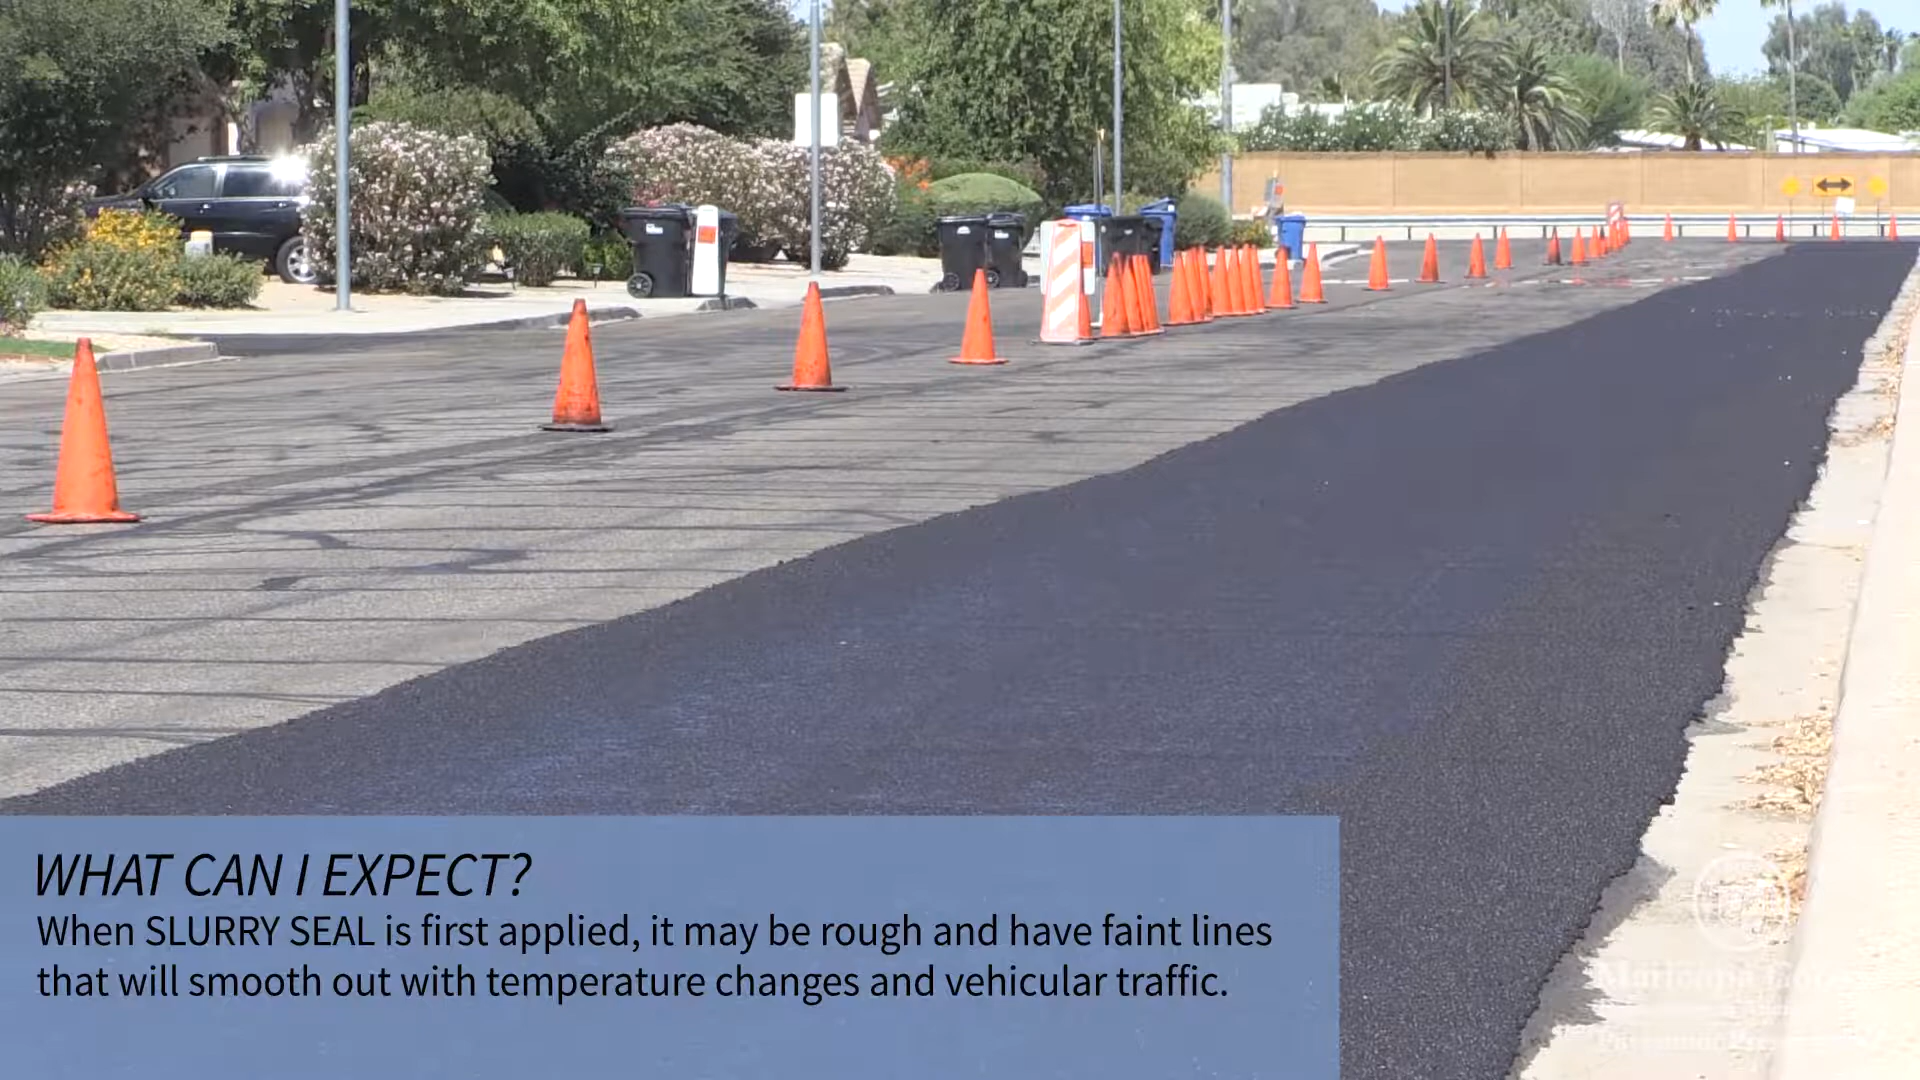 WHAT CAN I EXPECT?
When SLURRY SEAL is first applied, it may be rough and have faint lines
that will smooth out with temperature changes and vehicular traffic.
Maricopa